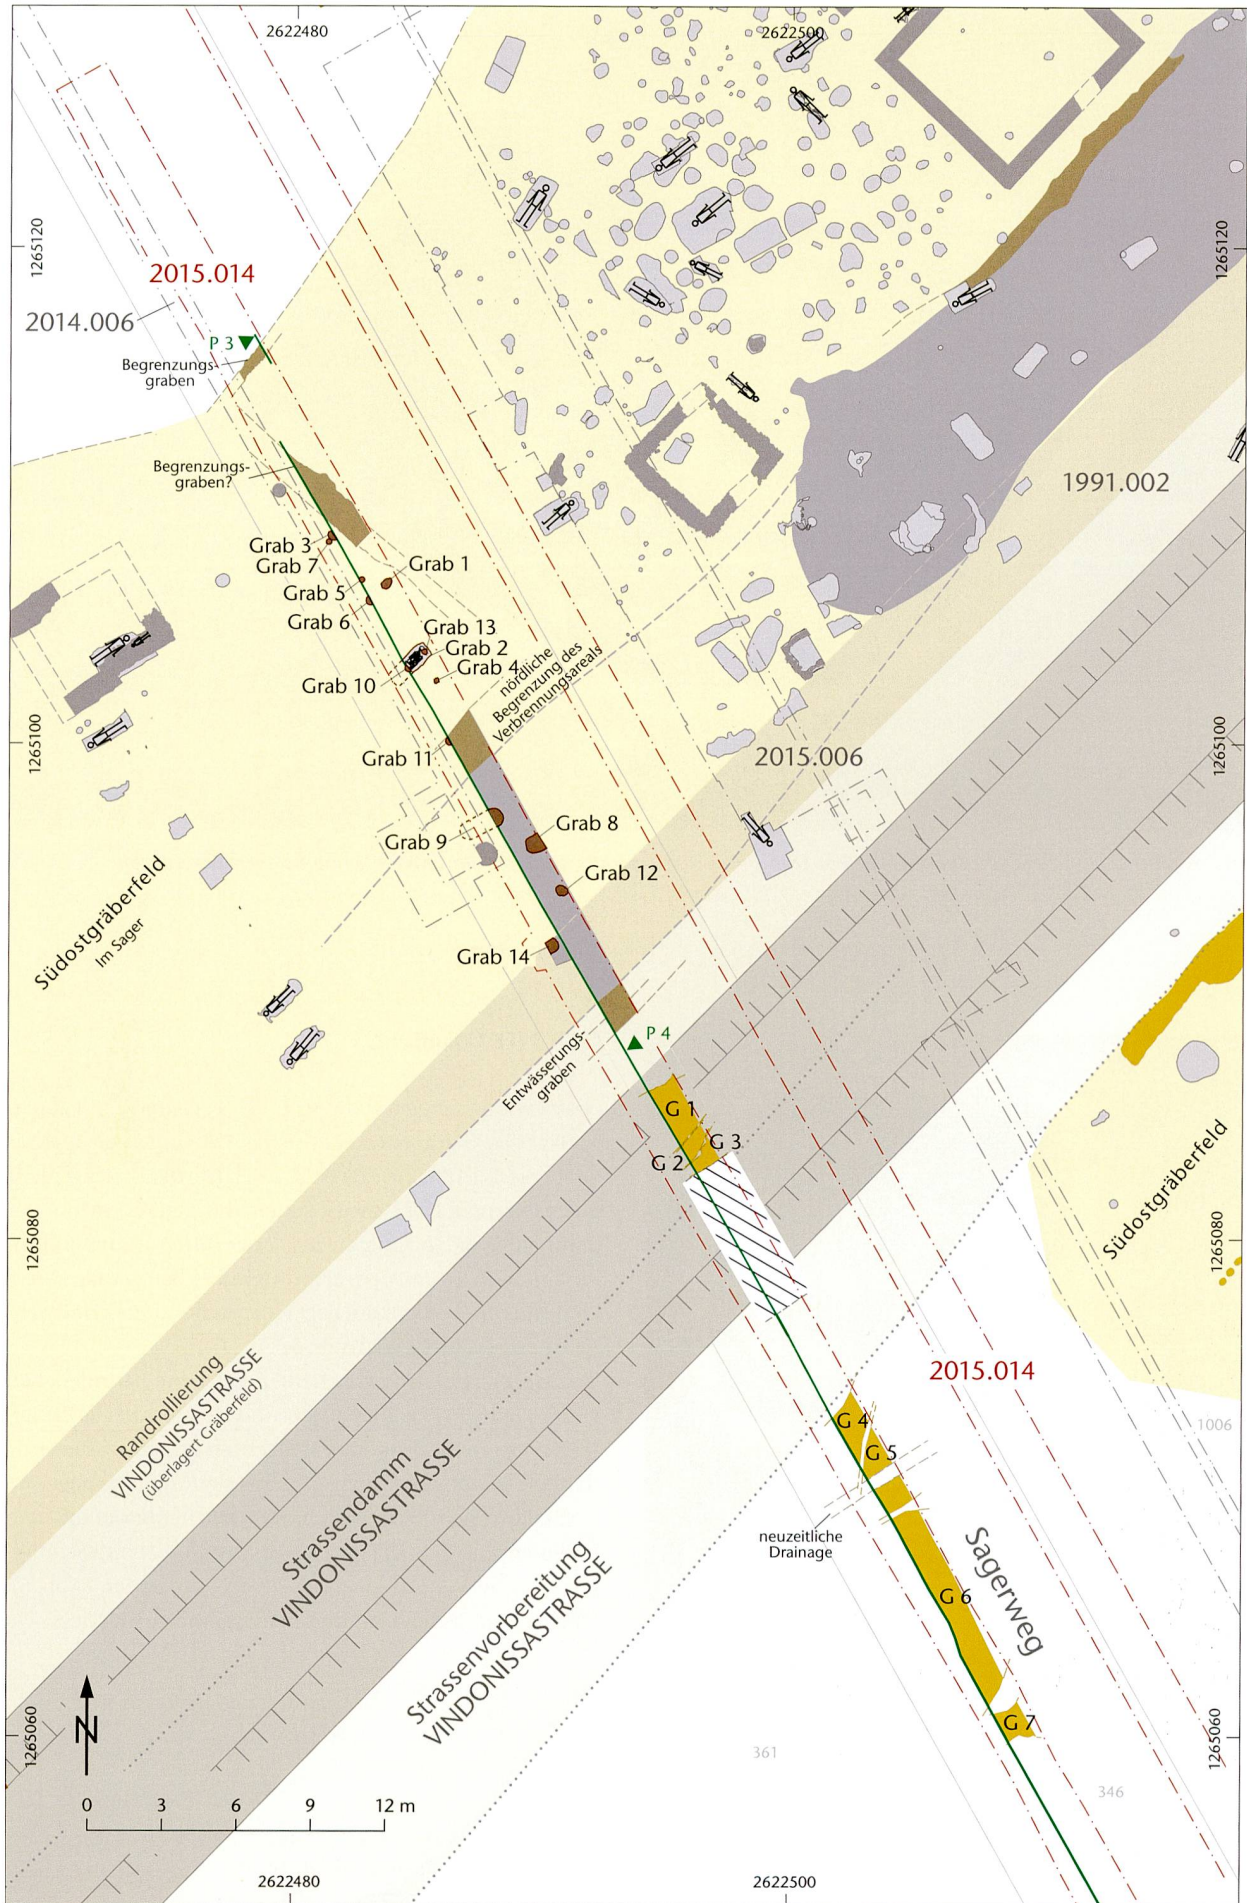 2622480
2622500
1265120
1265120
2015.014
2014.006
P 3
Begrenzungs-
graben
Begrenzungs-
graben?
1991.002
Grab 3
Grab 7
Grab 1
Grab 5
Grab 6
Grab 13
Grab 2
Grab 4
Grab 10
nördliche
Begrenzung des
Verbrennungsareals
1265100
1265100
Grab 11
2015.006
Grab 9
Grab 8
Grab 12
Grab 14
Südostgräberfeld
Im Sager
P 4
Entwässerungs-
graben
G 1
G 3
G 2
Südostgräberfeld
1265080
1265080
Randrollierung
VINDONISSASTRASSE
(überlagert Gräberfeld)
Strassendamm
VINDONISSASTRASSE
Strassenvorbereitung
VINDONISSASTRASSE
2015.014
1006
G 4
G 5
neuzeitliche
Drainage
Sagerweg
G 6
G 7
1265060
1265060
N
361
346
0 3 6 9 12 m
2622480
2622500